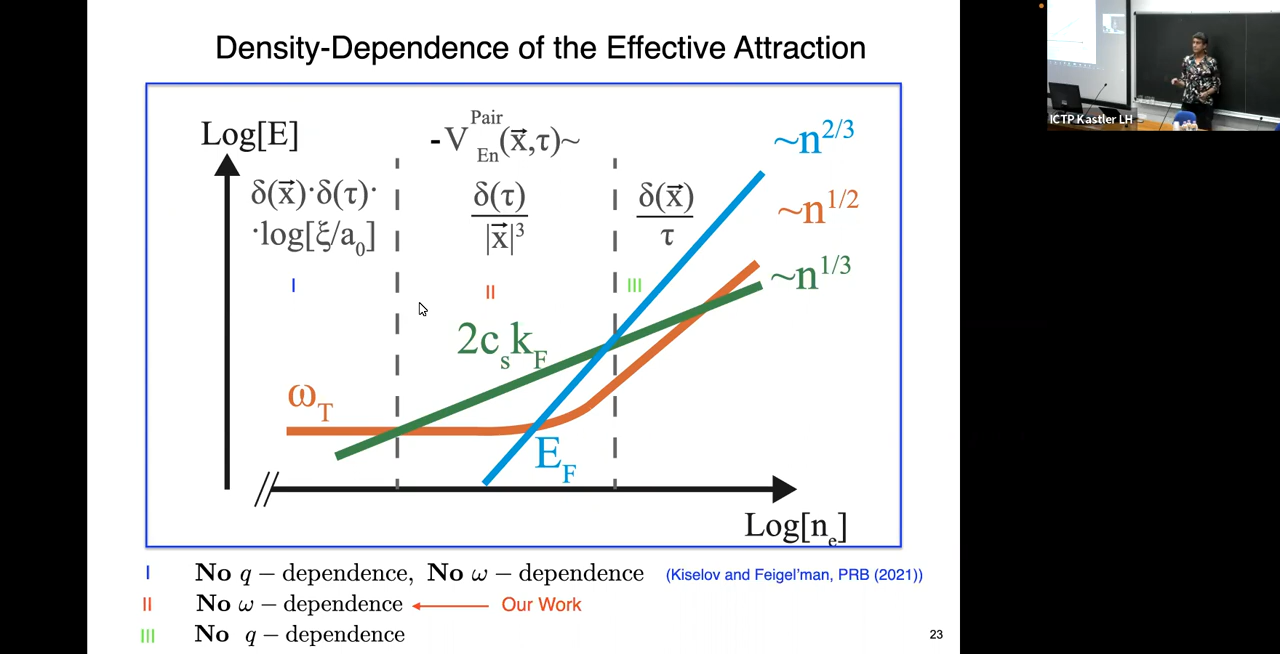 Density-Dependence of the Effective Attraction
Log[E]
-V^Pair_En(x⃗,τ)~
~n^2/3
δ(x⃗)·δ(τ)·
·log[ξ/a₀]
δ(τ)
|x⃗|³
δ(x⃗)
τ
~n^1/2
~n^1/3
I
II
III
2c_s k_F
ω_T
E_F
Log[n_e]
I No q − dependence, No ω − dependence (Kiselov and Feigel'man, PRB (2021))
II No ω − dependence Our Work
III No q − dependence
23
ICTP Kastler LH